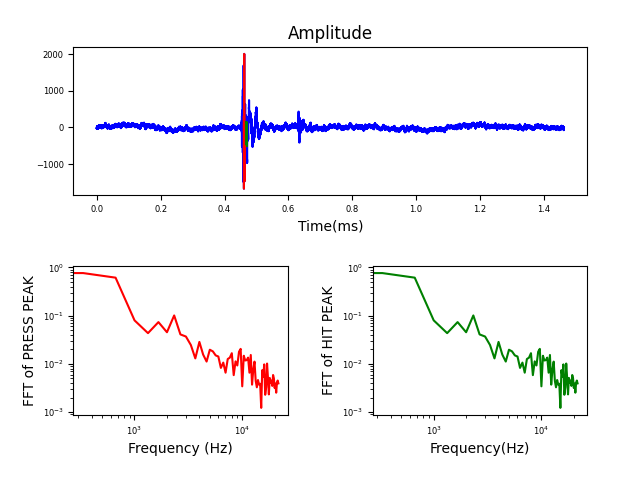 Amplitude
2000
1000
0
−1000
0.0 0.2 0.4 0.6 0.8 1.0 1.2 1.4
Time(ms)
FFT of PRESS PEAK
10⁰
10⁻¹
10⁻²
10⁻³
10³ 10⁴
Frequency (Hz)
FFT of HIT PEAK
10⁰
10⁻¹
10⁻²
10⁻³
10³ 10⁴
Frequency(Hz)